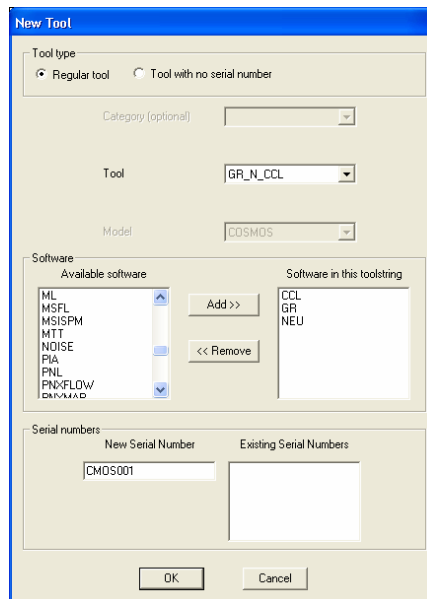 New Tool
Tool type
Regular tool
Tool with no serial number
Category (optional)
Tool
GR_N_CCL
Model
COSMOS
Software
Available software
Software in this toolstring
ML
MSFL
MSISPM
MTT
NOISE
PIA
PNL
PNXFLOW
PNXMAP
Add >>
<< Remove
CCL
GR
NEU
Serial numbers
New Serial Number
Existing Serial Numbers
CMOS001
OK
Cancel